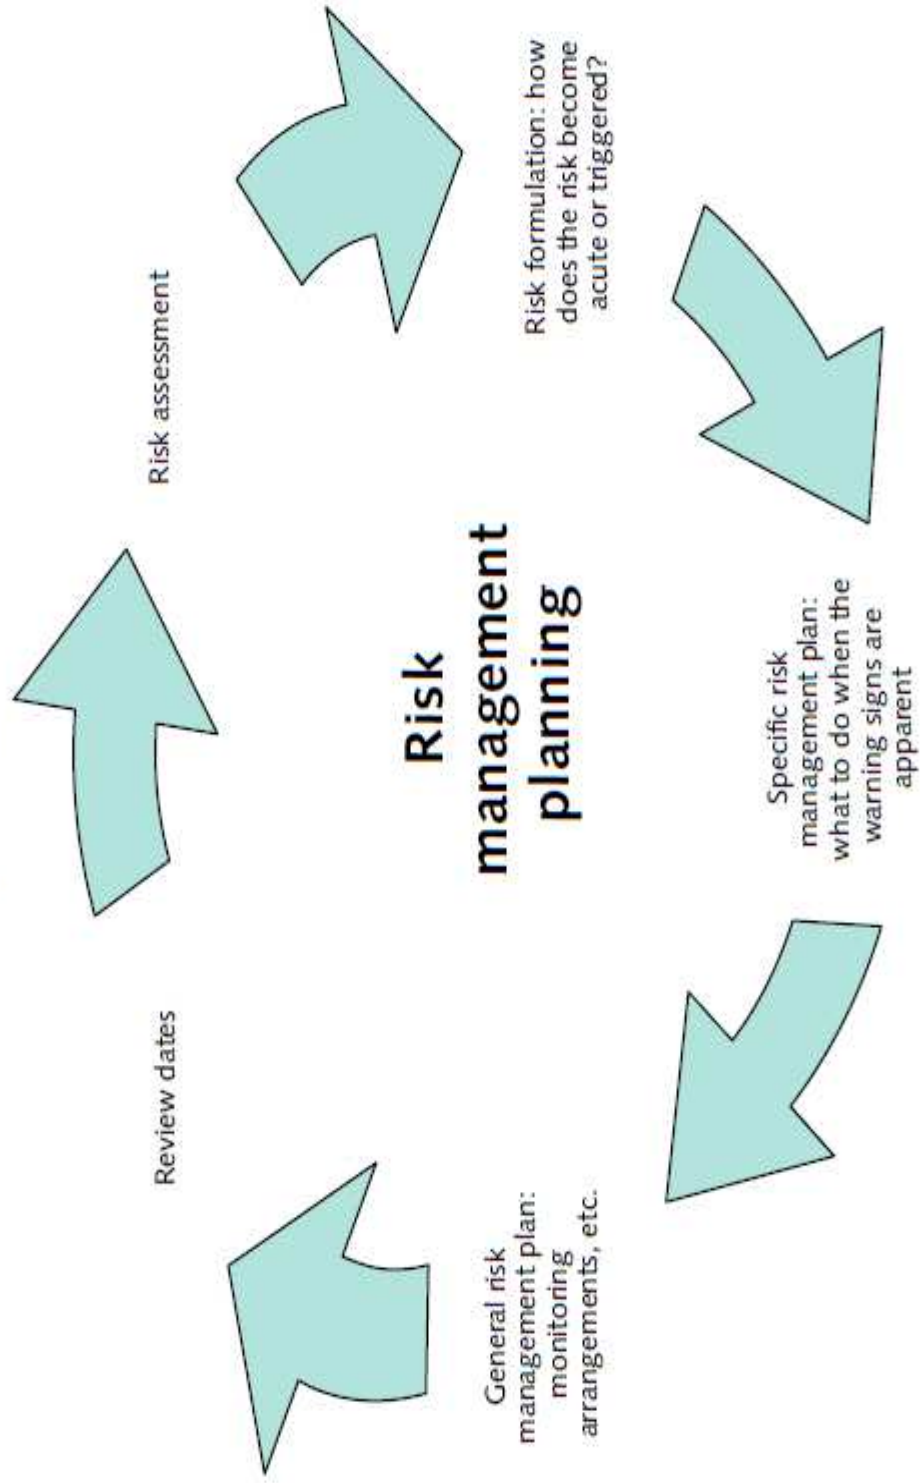 Risk assessment
Risk formulation: how
does the risk become
acute or triggered?
Specific risk
management plan:
what to do when the
warning signs are
apparent
General risk
management plan:
monitoring
arrangements, etc.
Review dates
Risk
management
planning